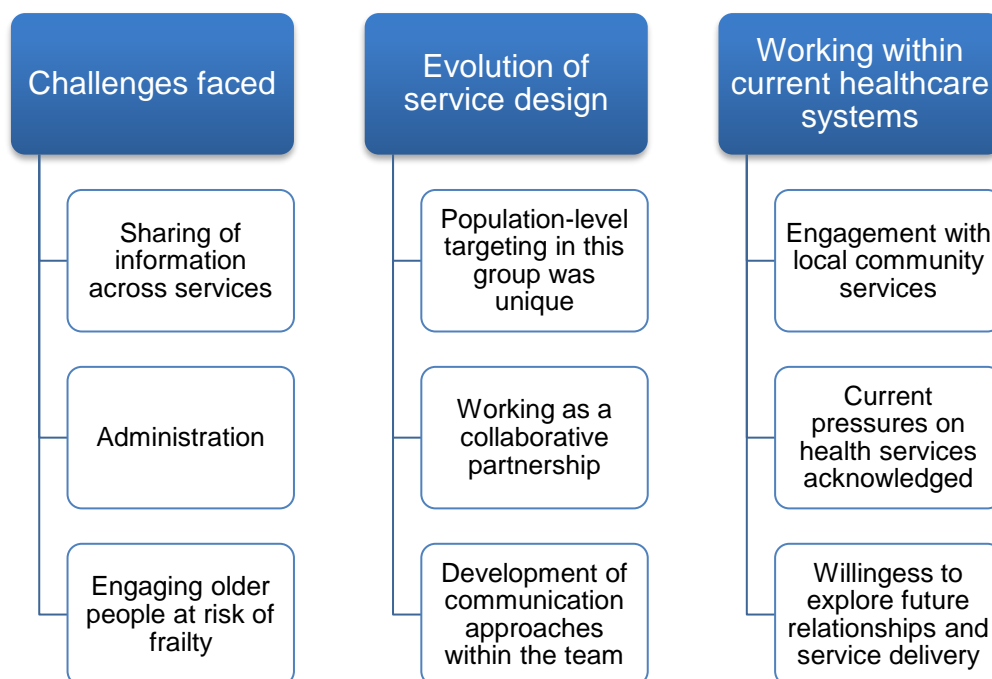 Challenges faced
Sharing of
information
across services
Administration
Engaging older
people at risk of
frailty
Evolution of
service design
Population-level
targeting in this
group was
unique
Working as a
collaborative
partnership
Development of
communication
approaches
within the team
Working within
current healthcare
systems
Engagement with
local community
services
Current
pressures on
health services
acknowledged
Willingess to
explore future
relationships and
service delivery